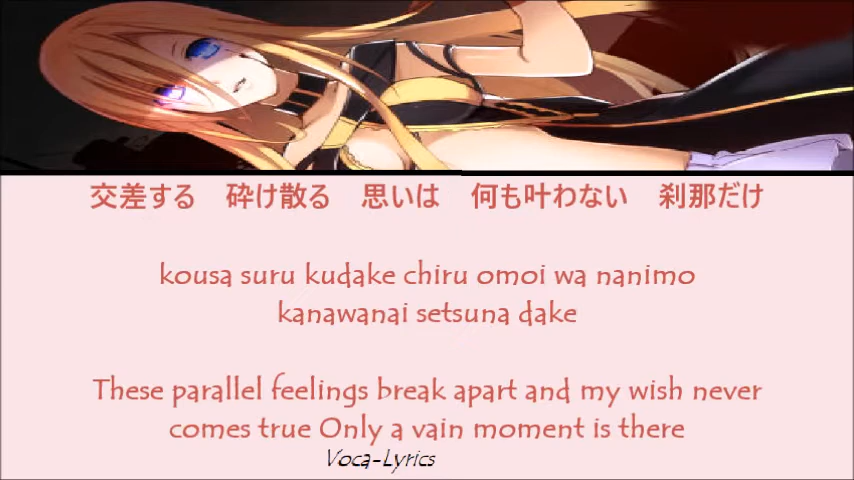 交差する 砕け散る 思いは 何も叶わない 刹那だけ
kousa suru kudake chiru omoi wa nanimo
kanawanai setsuna dake
These parallel feelings break apart and my wish never
comes true Only a vain moment is there
Voca-Lyrics